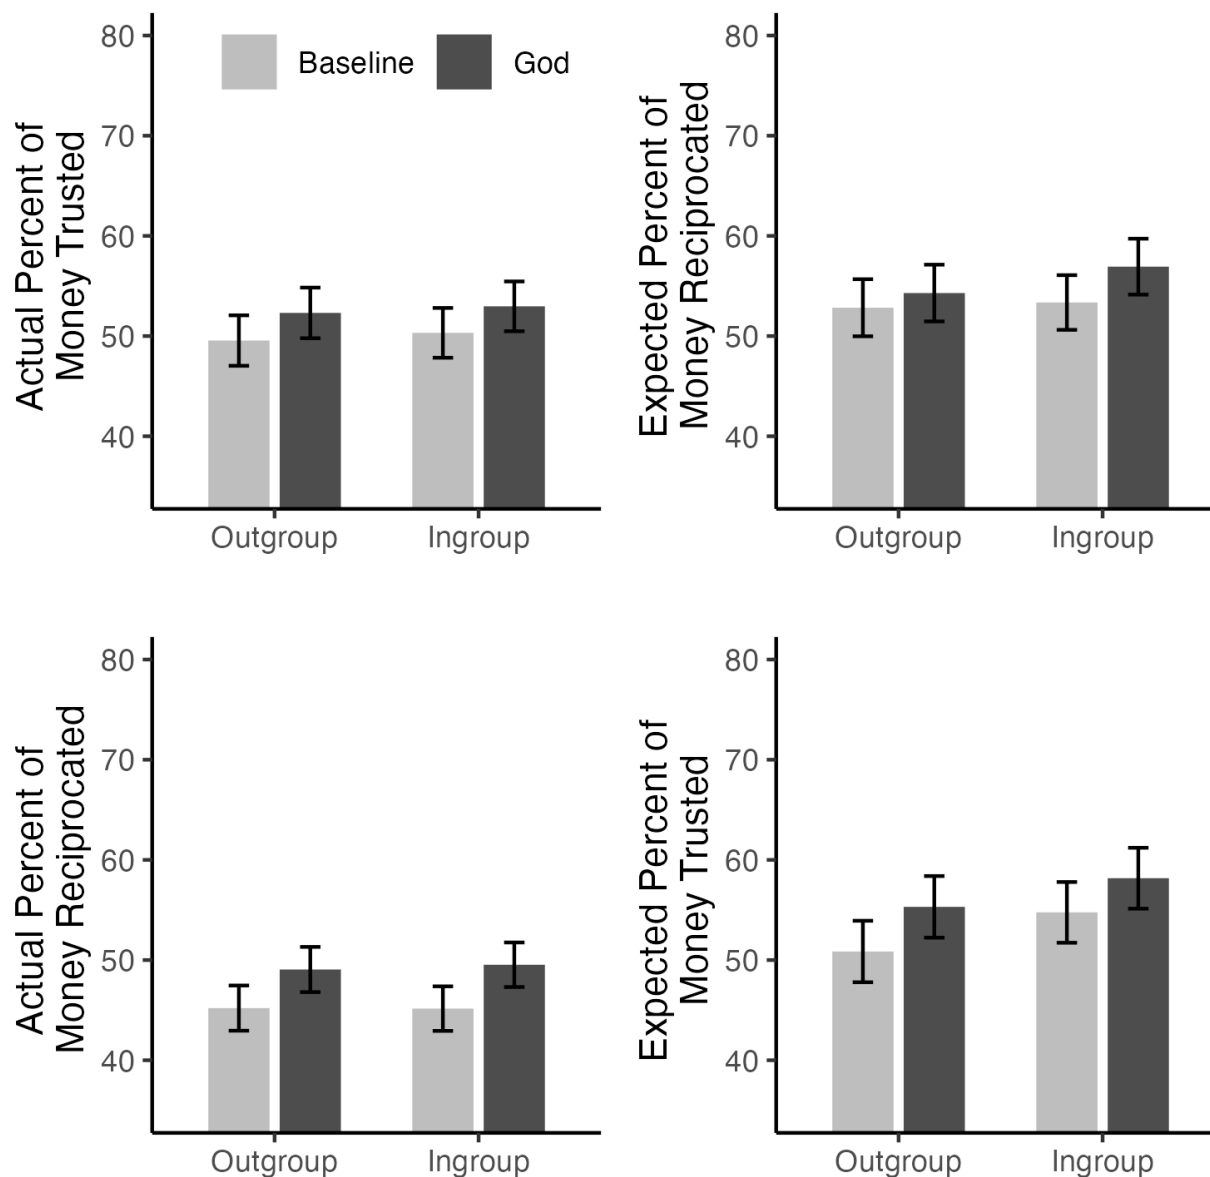 Actual Percent of
Money Trusted
80
70
60
50
40
Baseline
God
Outgroup
Ingroup
Expected Percent of
Money Reciprocated
80
70
60
50
40
Outgroup
Ingroup
Actual Percent of
Money Reciprocated
80
70
60
50
40
Outgroup
Ingroup
Expected Percent of
Money Trusted
80
70
60
50
40
Outgroup
Ingroup